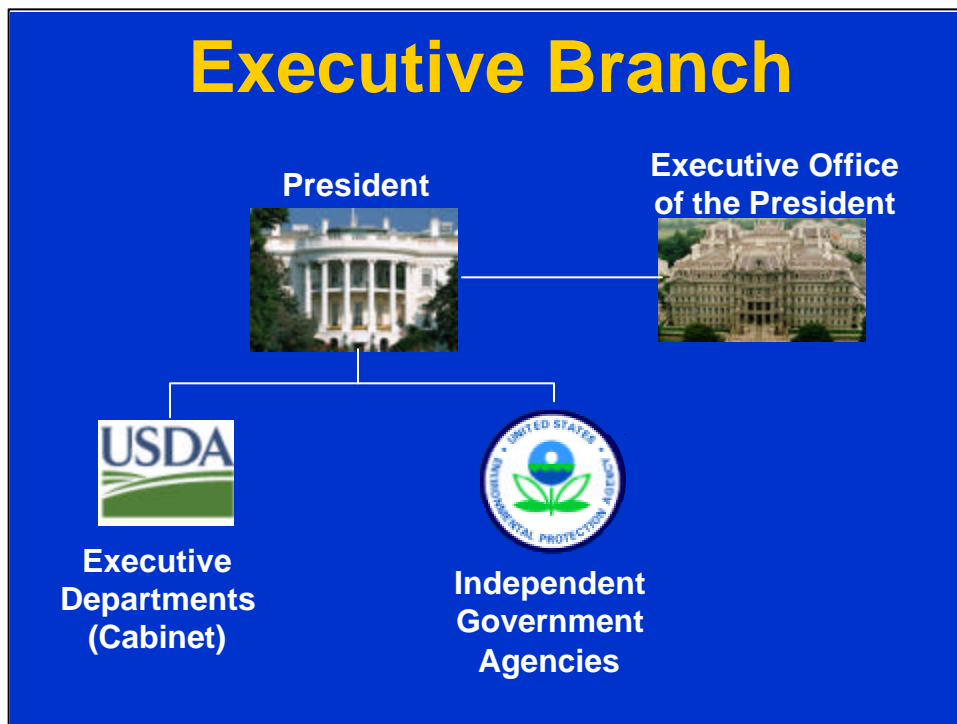 Executive Branch
President
Executive Office
of the President
USDA
UNITED STATES
ENVIRONMENTAL PROTECTION AGENCY
Executive
Departments
(Cabinet)
Independent
Government
Agencies